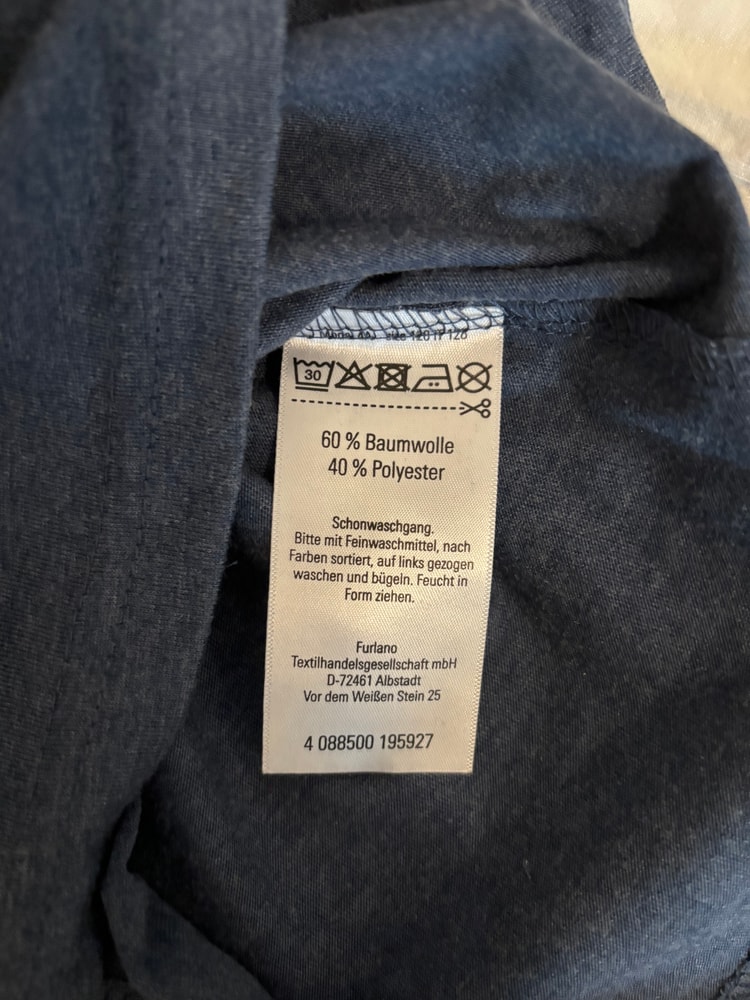 30
60 % Baumwolle
40 % Polyester
Schonwaschgang.
Bitte mit Feinwaschmittel, nach
Farben sortiert, auf links gezogen
waschen und bügeln. Feucht in
Form ziehen.
Furlano
Textilhandelsgesellschaft mbH
D-72461 Albstadt
Vor dem Weißen Stein 25
4 088500 195927